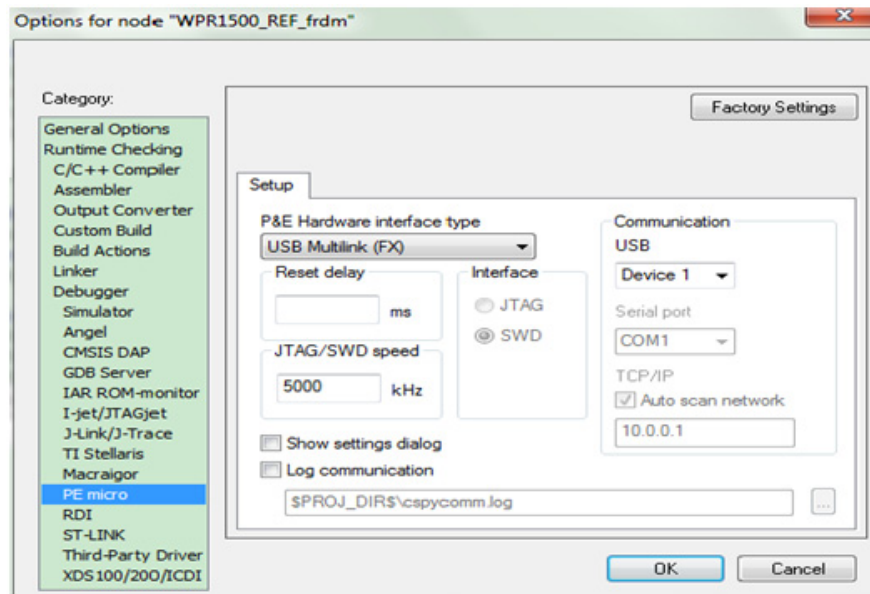 Options for node "WPR1500_REF_frdm"
Category:
General Options
Runtime Checking
C/C++ Compiler
Assembler
Output Converter
Custom Build
Build Actions
Linker
Debugger
Simulator
Angel
CMSIS DAP
GDB Server
IAR ROM-monitor
I-jet/JTAGjet
J-Link/J-Trace
TI Stellaris
Macraigor
PE micro
RDI
ST-LINK
Third-Party Driver
XDS100/200/ICDI
Factory Settings
Setup
P&E Hardware interface type
USB Multilink (FX)
Reset delay
ms
JTAG/SWD speed
5000 kHz
Interface
JTAG
SWD
Communication
USB
Device 1
Serial port
COM1
TCP/IP
Auto scan network
10.0.0.1
Show settings dialog
Log communication
$PROJ_DIR$\cspycomm.log
...
OK
Cancel